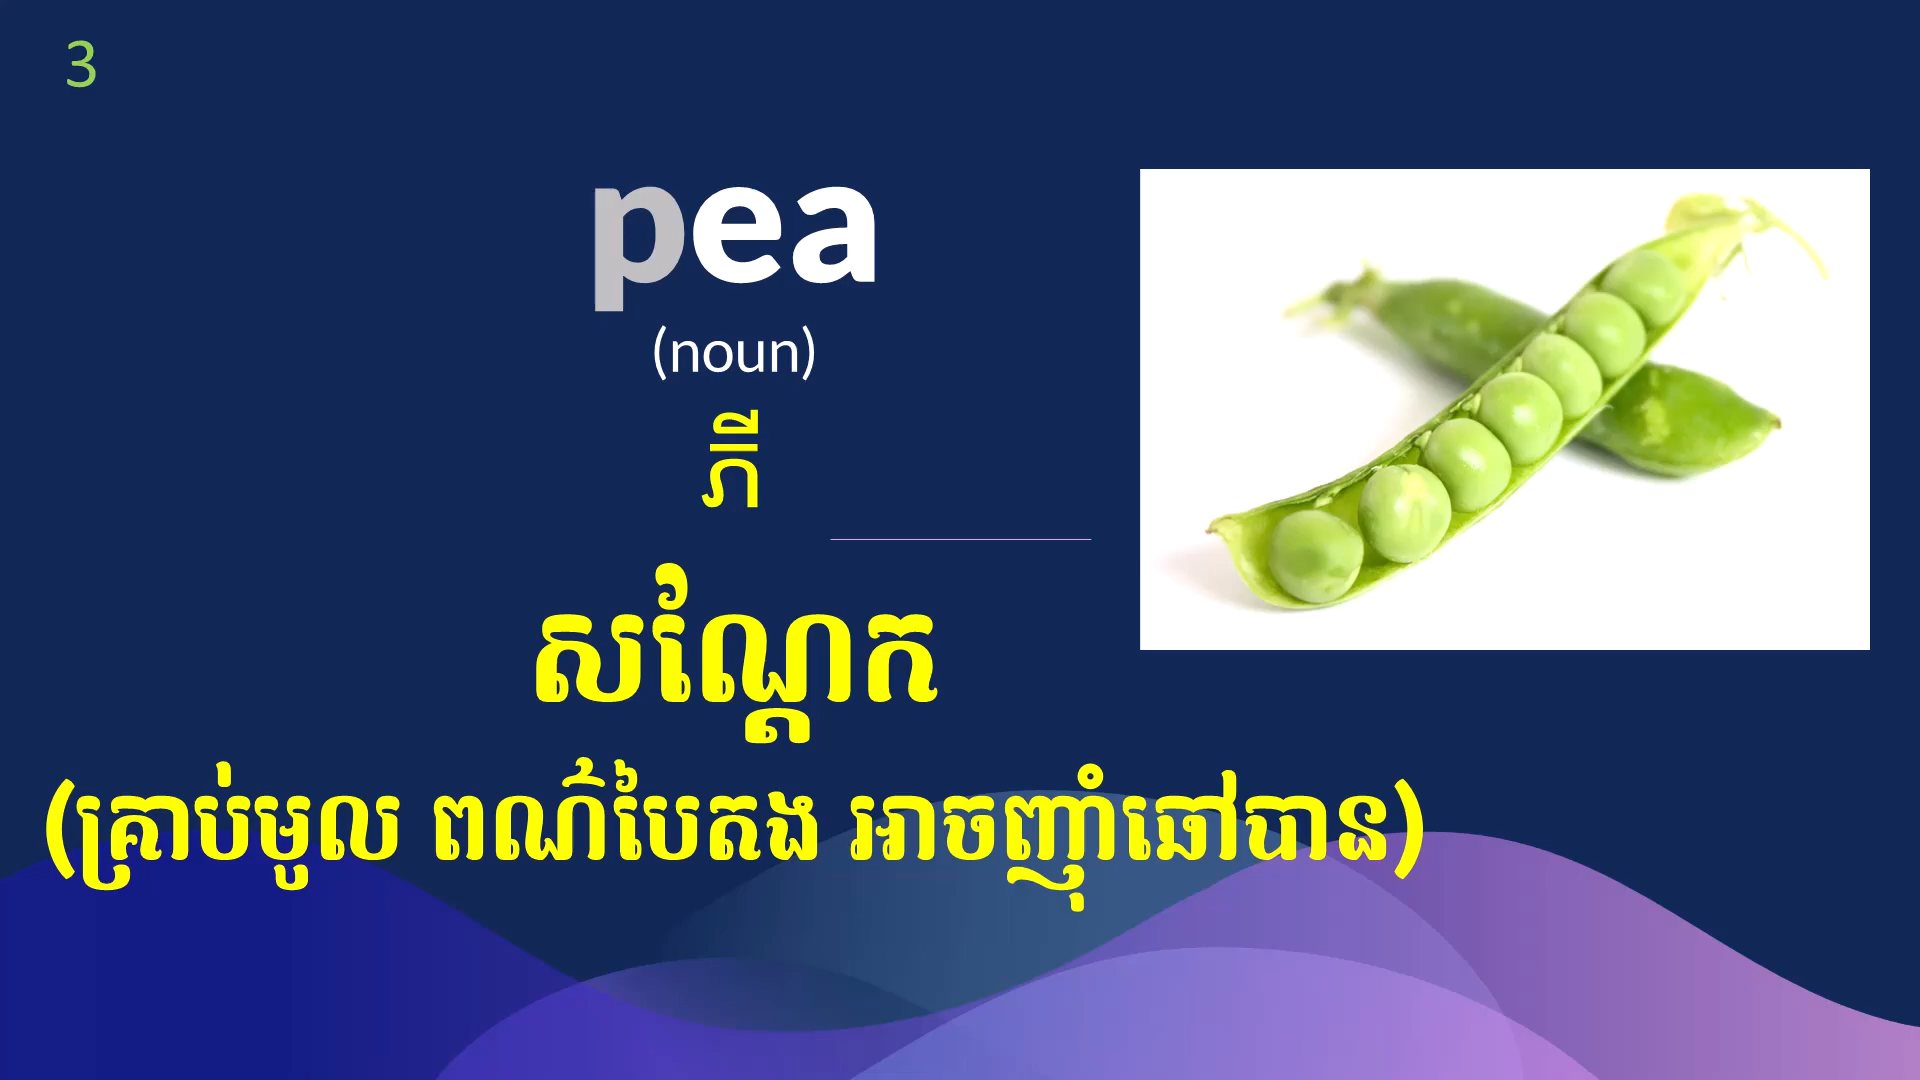 3
pea
(noun)
ភី
សណ្ដែក
(គ្រាប់មូល ពណ៌បៃតង អាចញ៉ាំឆៅបាន)